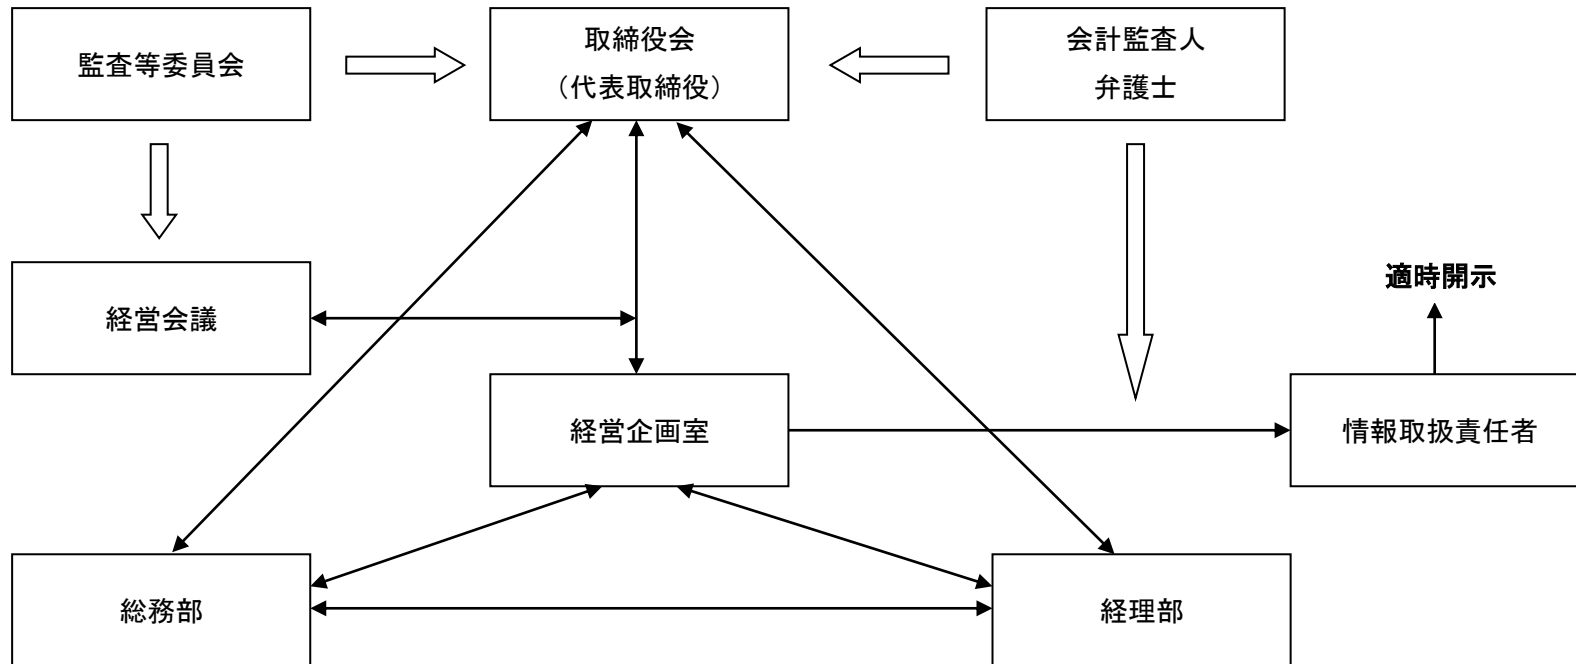 監査等委員会
取締役会
（代表取締役）
会計監査人
弁護士
経営会議
適時開示
経営企画室
情報取扱責任者
総務部
経理部